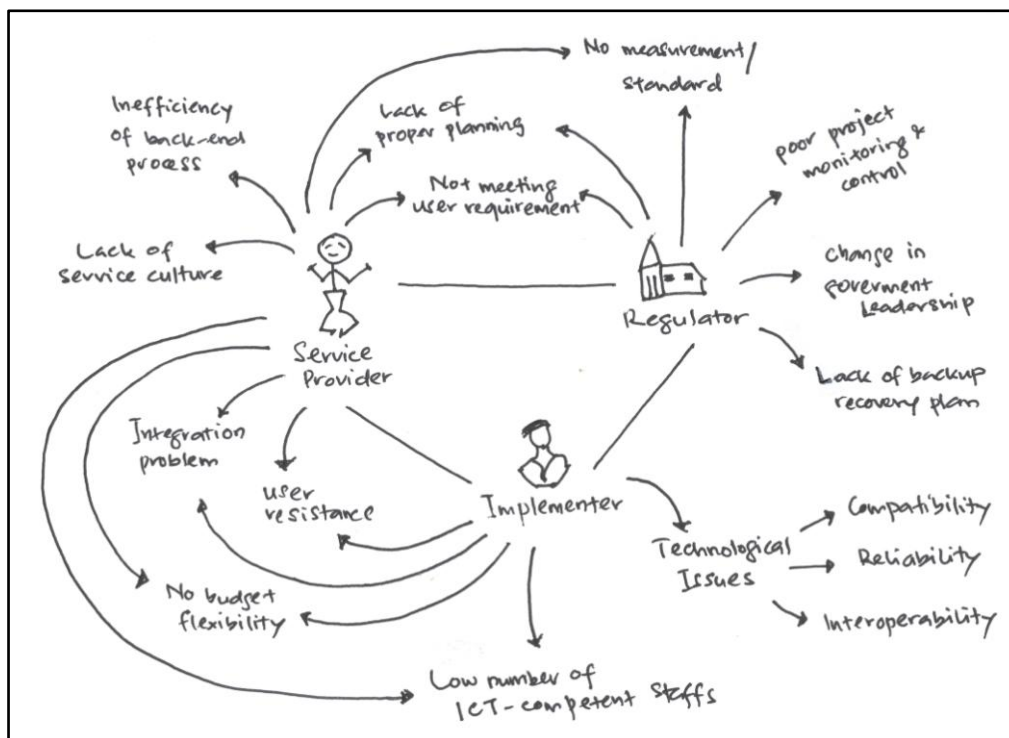 No measurement/
standard
Inefficiency
of back-end
process
Lack of
proper planning
poor project
monitoring &
control
Not meeting
user requirement
Lack of
service culture
change in
goverment
Leadership
Regulator
Service
Provider
Lack of backup
recovery plan
Integration
problem
user
resistance
Implementer
Technological
Issues
Compatibility
Reliability
Interoperability
No budget
flexibility
Low number of
ICT-competent staffs